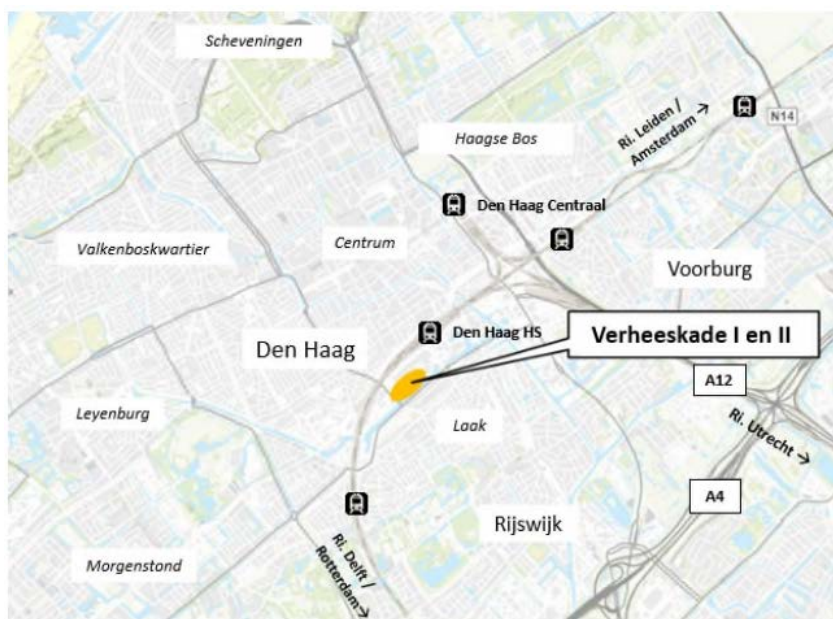 Scheveningen
Ri. Leiden /
Amsterdam →
N14
Haagse Bos
Den Haag Centraal
Centrum
Valkenboskwartier
Voorburg
Den Haag HS
Verheeskade I en II
Den Haag
A12
Leyenburg
Laak
Ri. Utrecht →
A4
Rijswijk
Morgenstond
Ri. Delft /
Rotterdam →